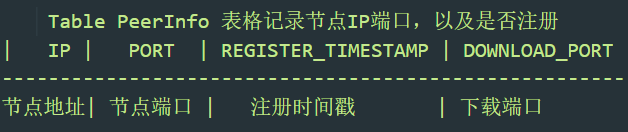 Table PeerInfo 表格记录节点IP端口，以及是否注册
| IP | PORT | REGISTER_TIMESTAMP | DOWNLOAD_PORT
--------------------------------------------------------
节点地址| 节点端口 | 注册时间戳 | 下载端口